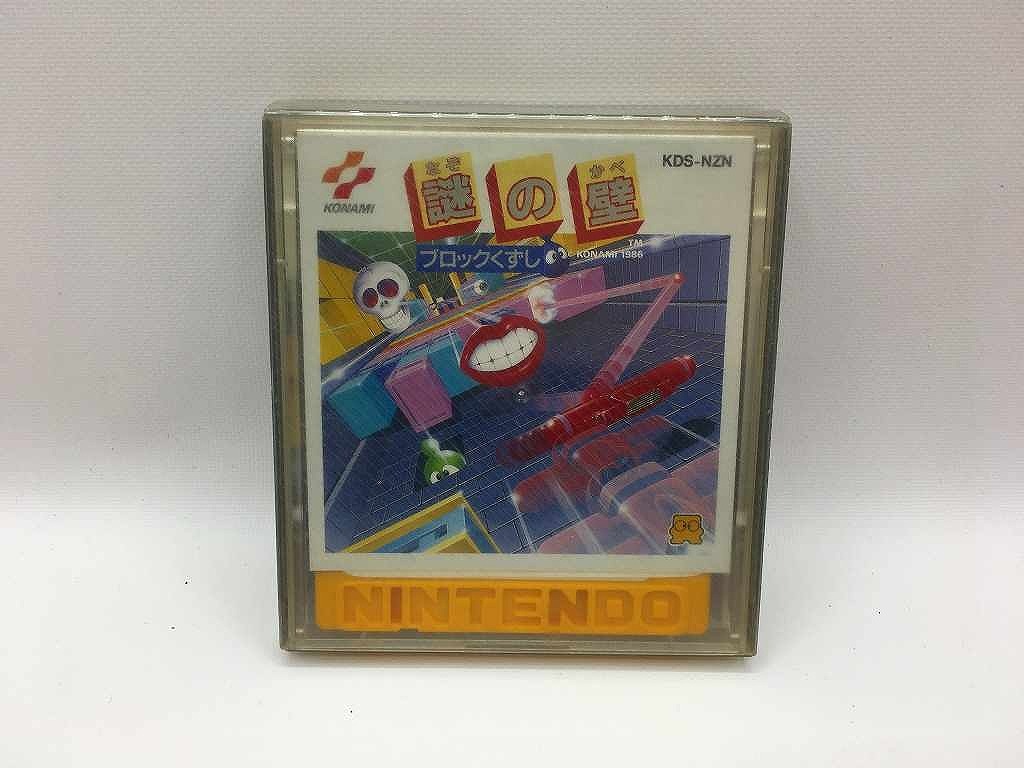 KONAMI
なぞ かべ
謎の壁
KDS-NZN
ブロックくずし
TM
© KONAMI 1986
NINTENDO